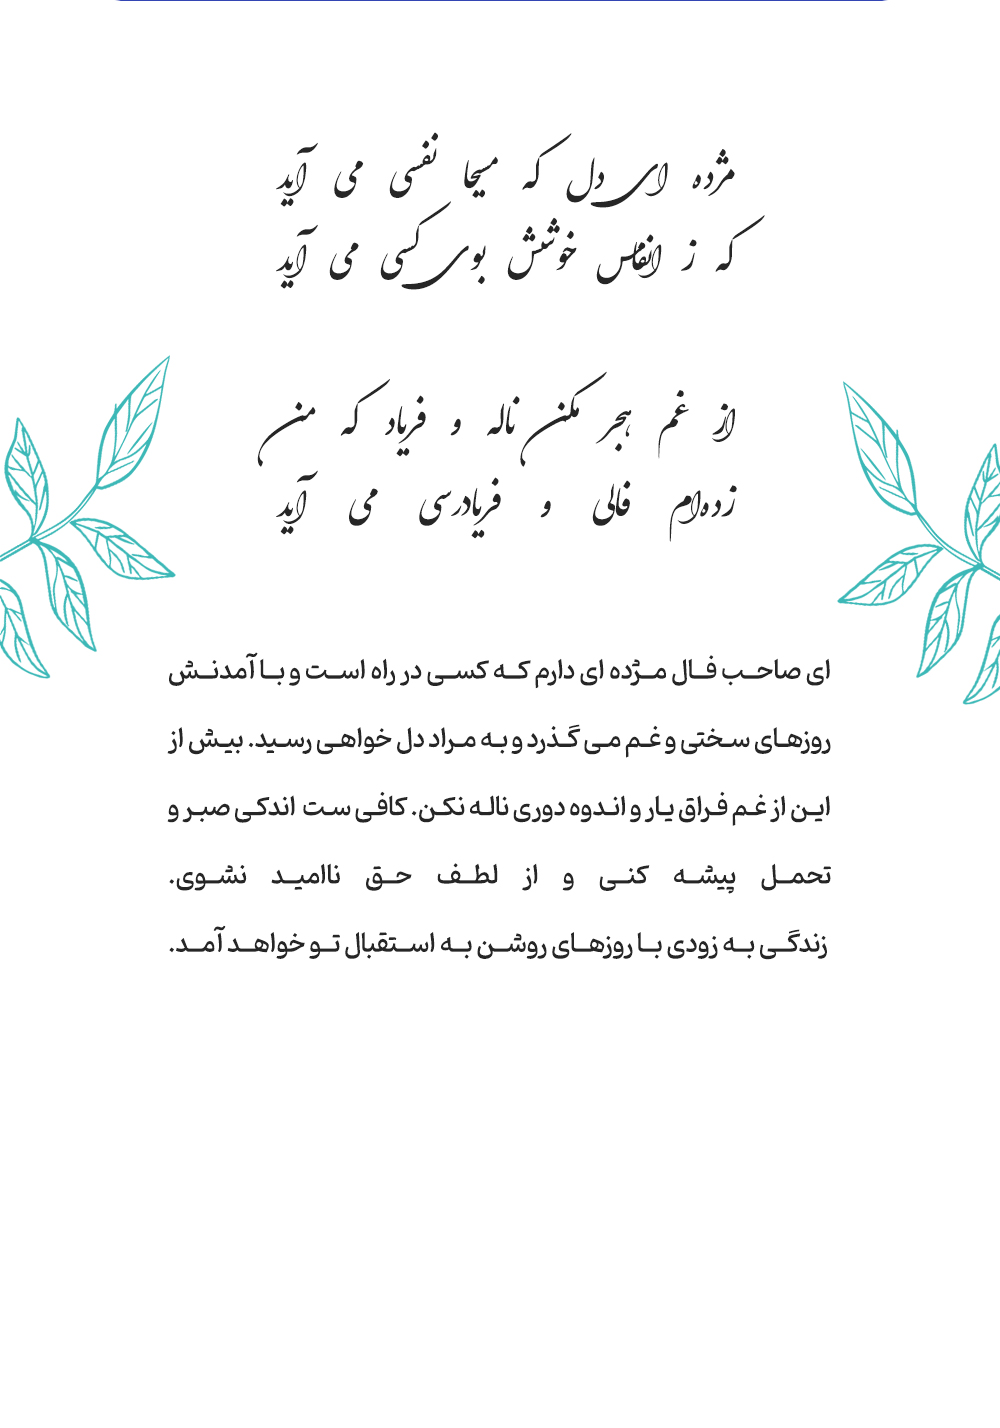 مژده ای دل که مسیحا نفسی می آید
که ز انفاس خوشش بوی کسی می آید
از غم هجر مکن ناله و فریاد که من
زده‌ام فالی و فریادرسی می آید
ای صاحب فال مژده ای دارم که کسی در راه است و با آمدنش
روزهای سختی و غم می گذرد و به مراد دل خواهی رسید. بیش از
این از غم فراق یار و اندوه دوری ناله نکن. کافی ست اندکی صبر و
تحمل پیشه کنی و از لطف حق ناامید نشوی.
زندگی به زودی با روزهای روشن به استقبال تو خواهد آمد.